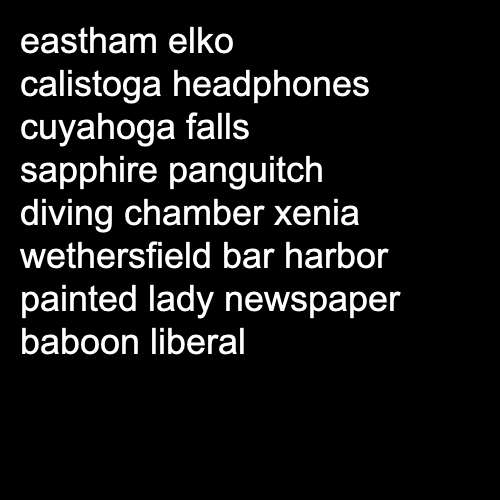 eastham elko
calistoga headphones
cuyahoga falls
sapphire panguitch
diving chamber xenia
wethersfield bar harbor
painted lady newspaper
baboon liberal